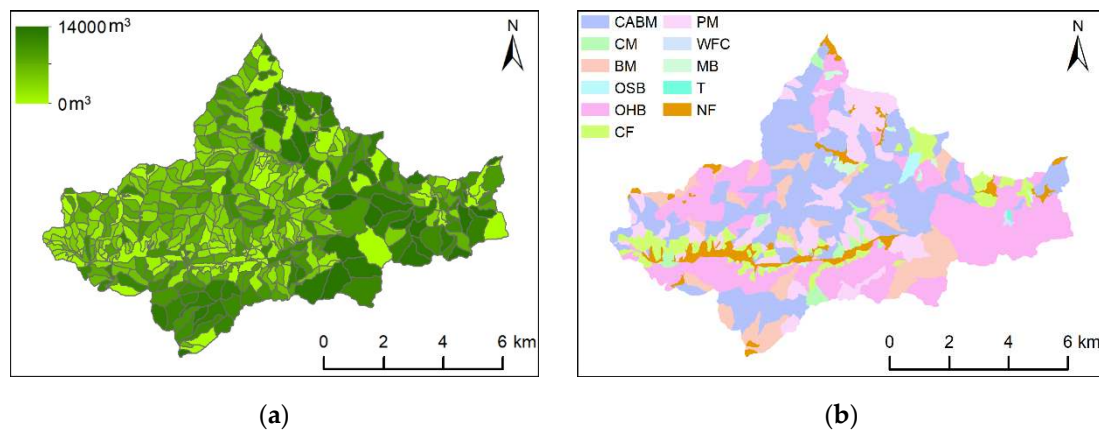 14000 m³
0 m³
N
0 2 4 6 km
(a)
CABM PM
CM WFC
BM MB
OSB T
OHB NF
CF
N
0 2 4 6 km
(b)